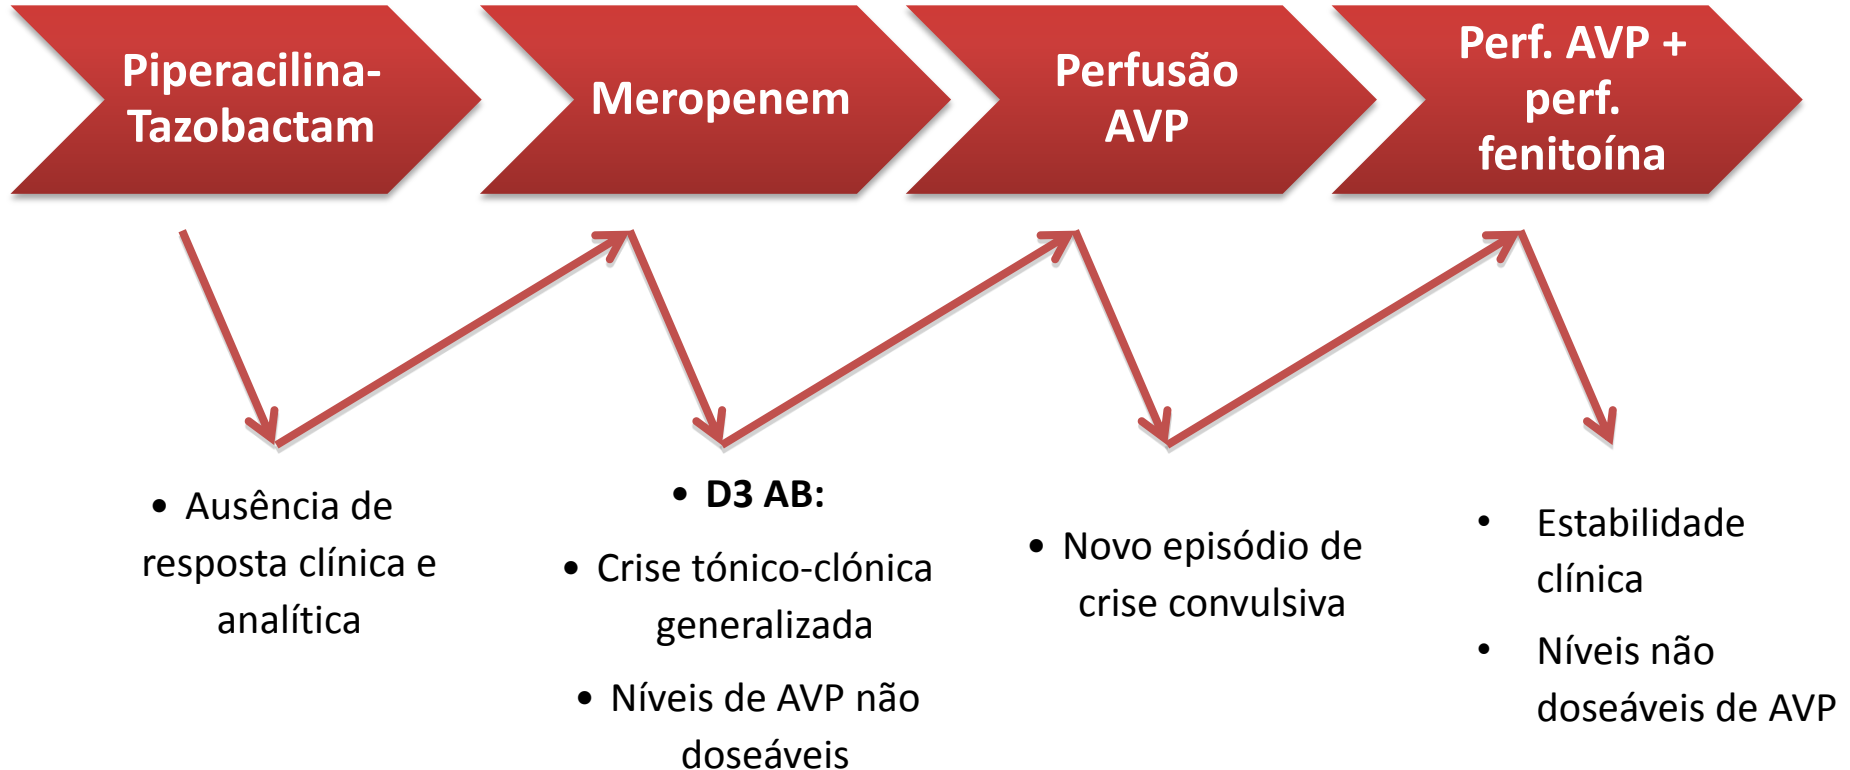 Piperacilina-
Tazobactam
Meropenem
Perfusão
AVP
Perf. AVP +
perf.
fenitoína
• Ausência de
resposta clínica e
analítica
• D3 AB:
• Crise tónico-clónica
generalizada
• Níveis de AVP não
doseáveis
• Novo episódio de
crise convulsiva
• Estabilidade
clínica
• Níveis não
doseáveis de AVP